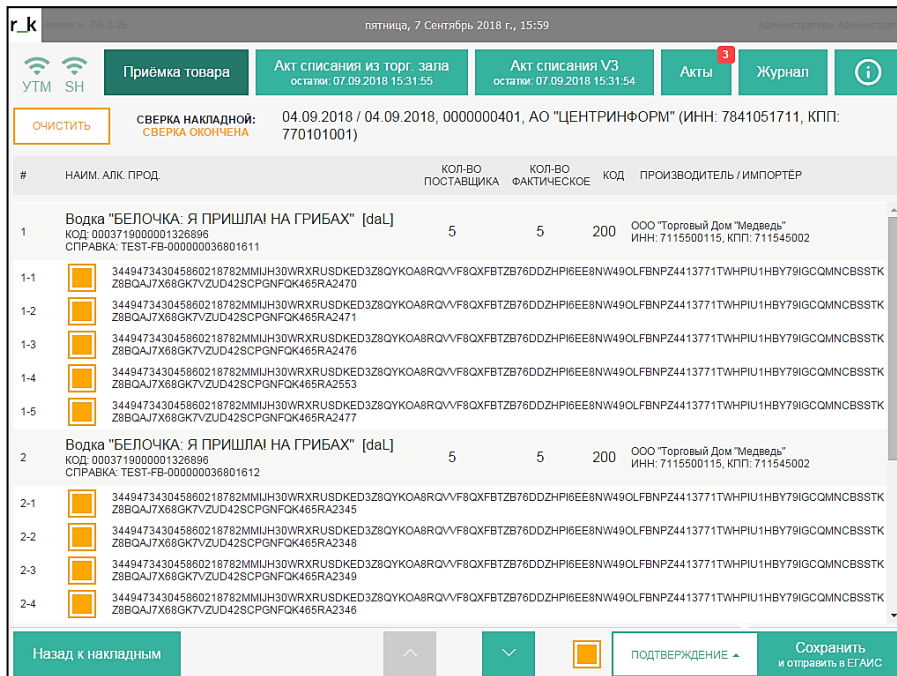 r_k
keeper v. 7.5.2.26
пятница, 7 Сентябрь 2018 г., 15:59
Администраторы\Администрат
УТМ SH
Приёмка товара
Акт списания из торг. зала
остатки: 07.09.2018 15:31:55
Акт списания V3
остатки: 07.09.2018 15:31:54
Акты
3
Журнал
ОЧИСТИТЬ
СВЕРКА НАКЛАДНОЙ:
СВЕРКА ОКОНЧЕНА
04.09.2018 / 04.09.2018, 0000000401, АО "ЦЕНТРИНФОРМ" (ИНН: 7841051711, КПП:
770101001)
# НАИМ. АЛК. ПРОД. КОЛ-ВО ПОСТАВЩИКА КОЛ-ВО ФАКТИЧЕСКОЕ КОД ПРОИЗВОДИТЕЛЬ / ИМПОРТЁР
1 Водка "БЕЛОЧКА: Я ПРИШЛА! НА ГРИБАХ" [daL] 5 5 200 ООО "Торговый Дом "Медведь"
КОД: 0003719000001326896 ИНН: 7115500115, КПП: 711545002
СПРАВКА: TEST-FB-000000036801611
1-1 344947343045860218782MMIJH30WRXRUSDKED3Z8QYKOA8RQVVF8QXFBTZB76DDZHPI6EE8NW49OLFBNPZ4413771TWHPIU1HBY79IGCQMNCBSSTK
Z8BQAJ7X68GK7VZUD42SCPGNFQK465RA2470
1-2 344947343045860218782MMIJH30WRXRUSDKED3Z8QYKOA8RQVVF8QXFBTZB76DDZHPI6EE8NW49OLFBNPZ4413771TWHPIU1HBY79IGCQMNCBSSTK
Z8BQAJ7X68GK7VZUD42SCPGNFQK465RA2471
1-3 344947343045860218782MMIJH30WRXRUSDKED3Z8QYKOA8RQVVF8QXFBTZB76DDZHPI6EE8NW49OLFBNPZ4413771TWHPIU1HBY79IGCQMNCBSSTK
Z8BQAJ7X68GK7VZUD42SCPGNFQK465RA2476
1-4 344947343045860218782MMIJH30WRXRUSDKED3Z8QYKOA8RQVVF8QXFBTZB76DDZHPI6EE8NW49OLFBNPZ4413771TWHPIU1HBY79IGCQMNCBSSTK
Z8BQAJ7X68GK7VZUD42SCPGNFQK465RA2553
1-5 344947343045860218782MMIJH30WRXRUSDKED3Z8QYKOA8RQVVF8QXFBTZB76DDZHPI6EE8NW49OLFBNPZ4413771TWHPIU1HBY79IGCQMNCBSSTK
Z8BQAJ7X68GK7VZUD42SCPGNFQK465RA2477
2 Водка "БЕЛОЧКА: Я ПРИШЛА! НА ГРИБАХ" [daL] 5 5 200 ООО "Торговый Дом "Медведь"
КОД: 0003719000001326896 ИНН: 7115500115, КПП: 711545002
СПРАВКА: TEST-FB-000000036801612
2-1 344947343045860218782MMIJH30WRXRUSDKED3Z8QYKOA8RQVVF8QXFBTZB76DDZHPI6EE8NW49OLFBNPZ4413771TWHPIU1HBY79IGCQMNCBSSTK
Z8BQAJ7X68GK7VZUD42SCPGNFQK465RA2345
2-2 344947343045860218782MMIJH30WRXRUSDKED3Z8QYKOA8RQVVF8QXFBTZB76DDZHPI6EE8NW49OLFBNPZ4413771TWHPIU1HBY79IGCQMNCBSSTK
Z8BQAJ7X68GK7VZUD42SCPGNFQK465RA2348
2-3 344947343045860218782MMIJH30WRXRUSDKED3Z8QYKOA8RQVVF8QXFBTZB76DDZHPI6EE8NW49OLFBNPZ4413771TWHPIU1HBY79IGCQMNCBSSTK
Z8BQAJ7X68GK7VZUD42SCPGNFQK465RA2349
2-4 344947343045860218782MMIJH30WRXRUSDKED3Z8QYKOA8RQVVF8QXFBTZB76DDZHPI6EE8NW49OLFBNPZ4413771TWHPIU1HBY79IGCQMNCBSSTK
Z8BQAJ7X68GK7VZUD42SCPGNFQK465RA2346
Назад к накладным
ПОДТВЕРЖДЕНИЕ
Сохранить
и отправить в ЕГАИС